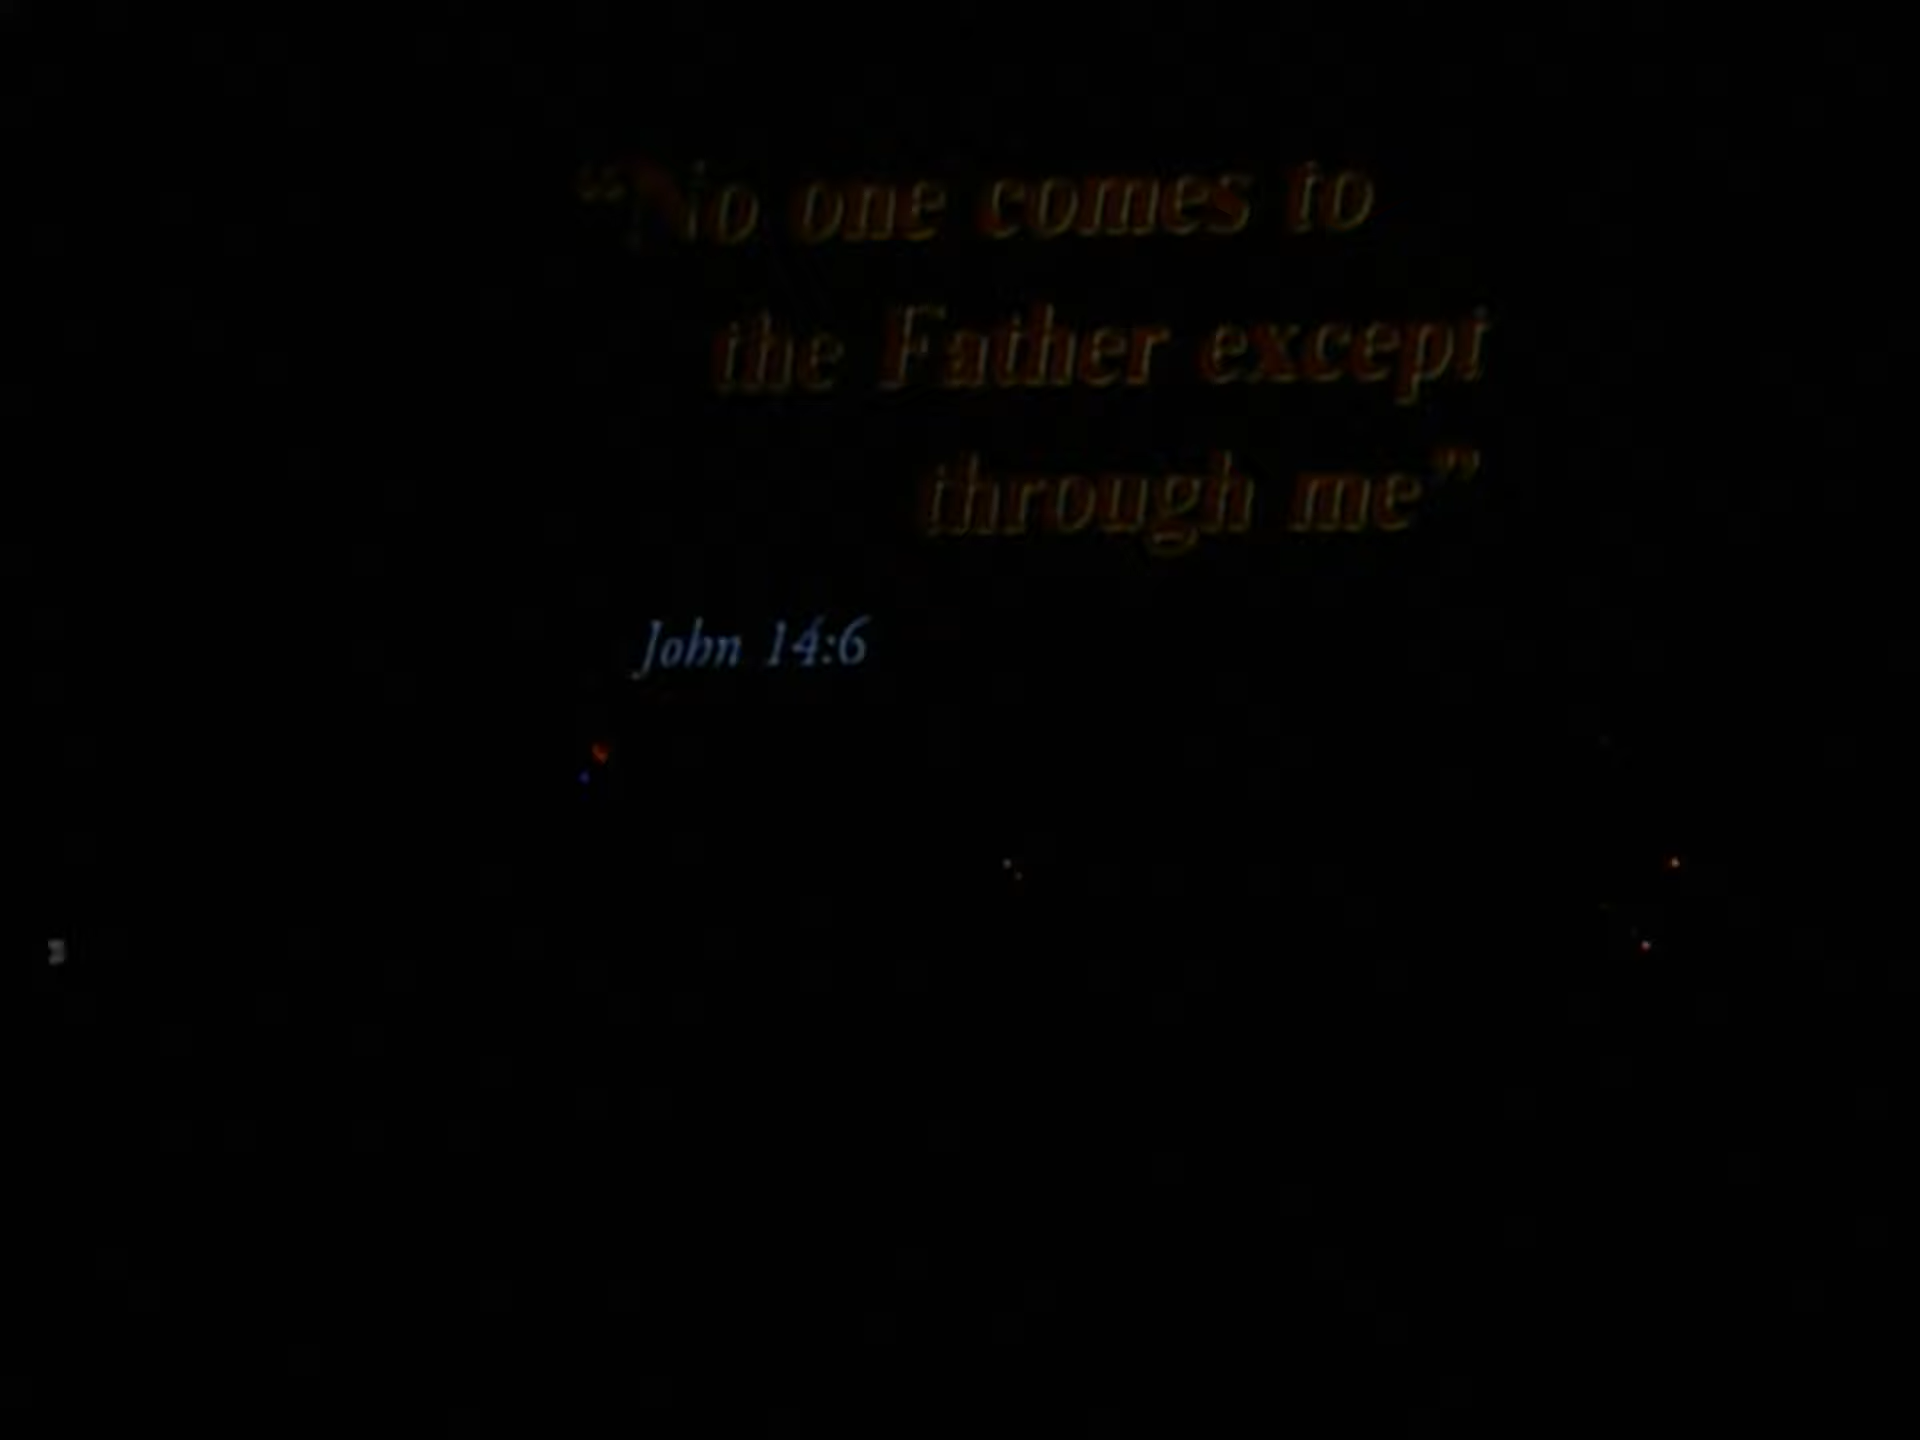 “No one comes to
the Father except
through me”
John 14:6